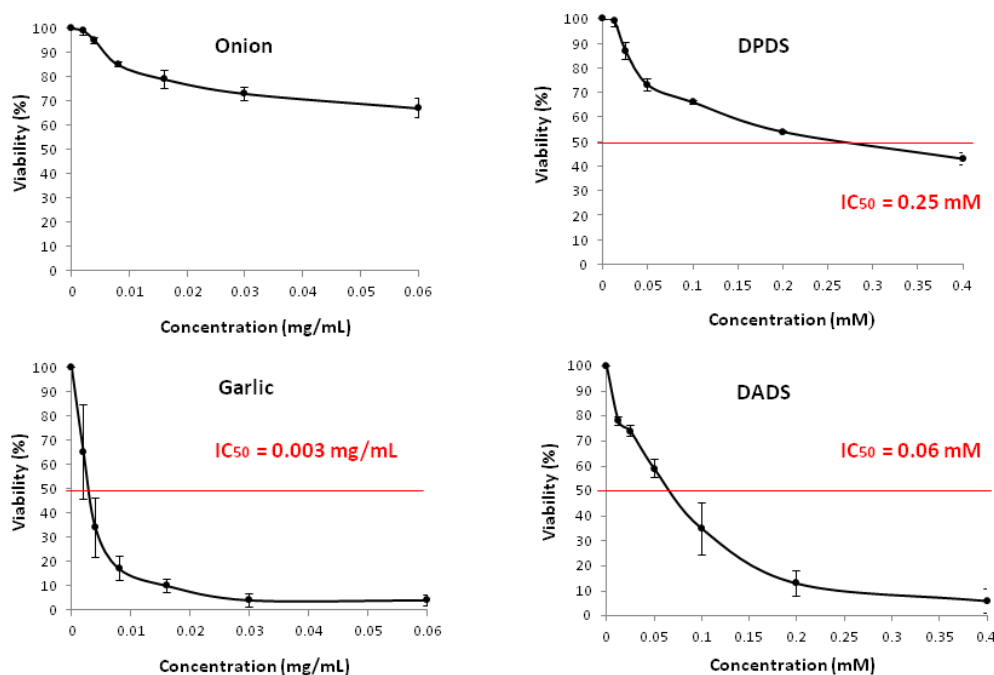 Onion
Viability (%)
100
90
80
70
60
50
40
30
20
10
0
0 0.01 0.02 0.03 0.04 0.05 0.06
Concentration (mg/mL)
DPDS
Viability (%)
100
90
80
70
60
50
40
30
20
10
0
IC50 = 0.25 mM
0 0.05 0.1 0.15 0.2 0.25 0.3 0.35 0.4
Concentration (mM)
Garlic
Viability (%)
100
90
80
70
60
50
40
30
20
10
0
IC50 = 0.003 mg/mL
0 0.01 0.02 0.03 0.04 0.05 0.06
Concentration (mg/mL)
DADS
Viability (%)
100
90
80
70
60
50
40
30
20
10
0
IC50 = 0.06 mM
0 0.05 0.1 0.15 0.2 0.25 0.3 0.35 0.4
Concentration (mM)